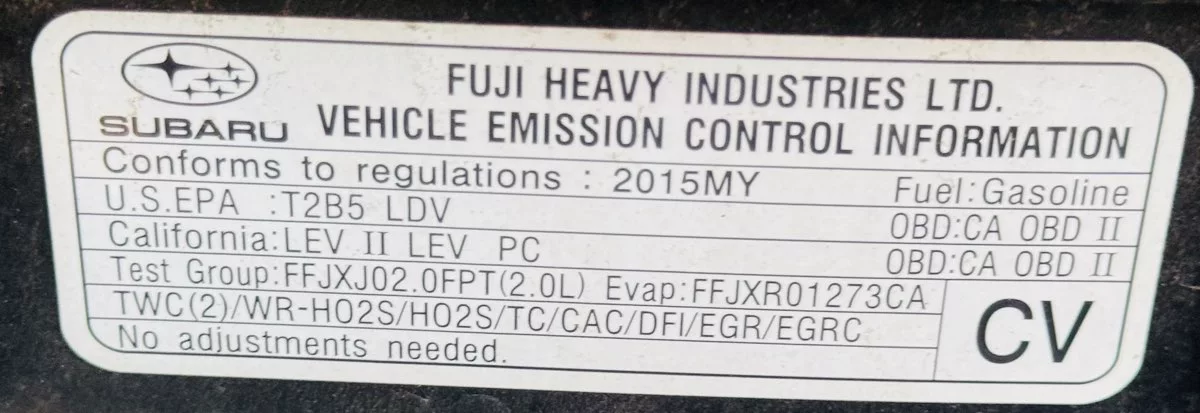 FUJI HEAVY INDUSTRIES LTD.
SUBARU VEHICLE EMISSION CONTROL INFORMATION
Conforms to regulations : 2015MY Fuel:Gasoline
U.S.EPA :T2B5 LDV OBD:CA OBD II
California:LEV II LEV PC OBD:CA OBD II
Test Group:FFJXJ02.0FPT(2.0L) Evap:FFJXR01273CA
TWC(2)/WR-HO2S/HO2S/TC/CAC/DFI/EGR/EGRC
No adjustments needed.
CV